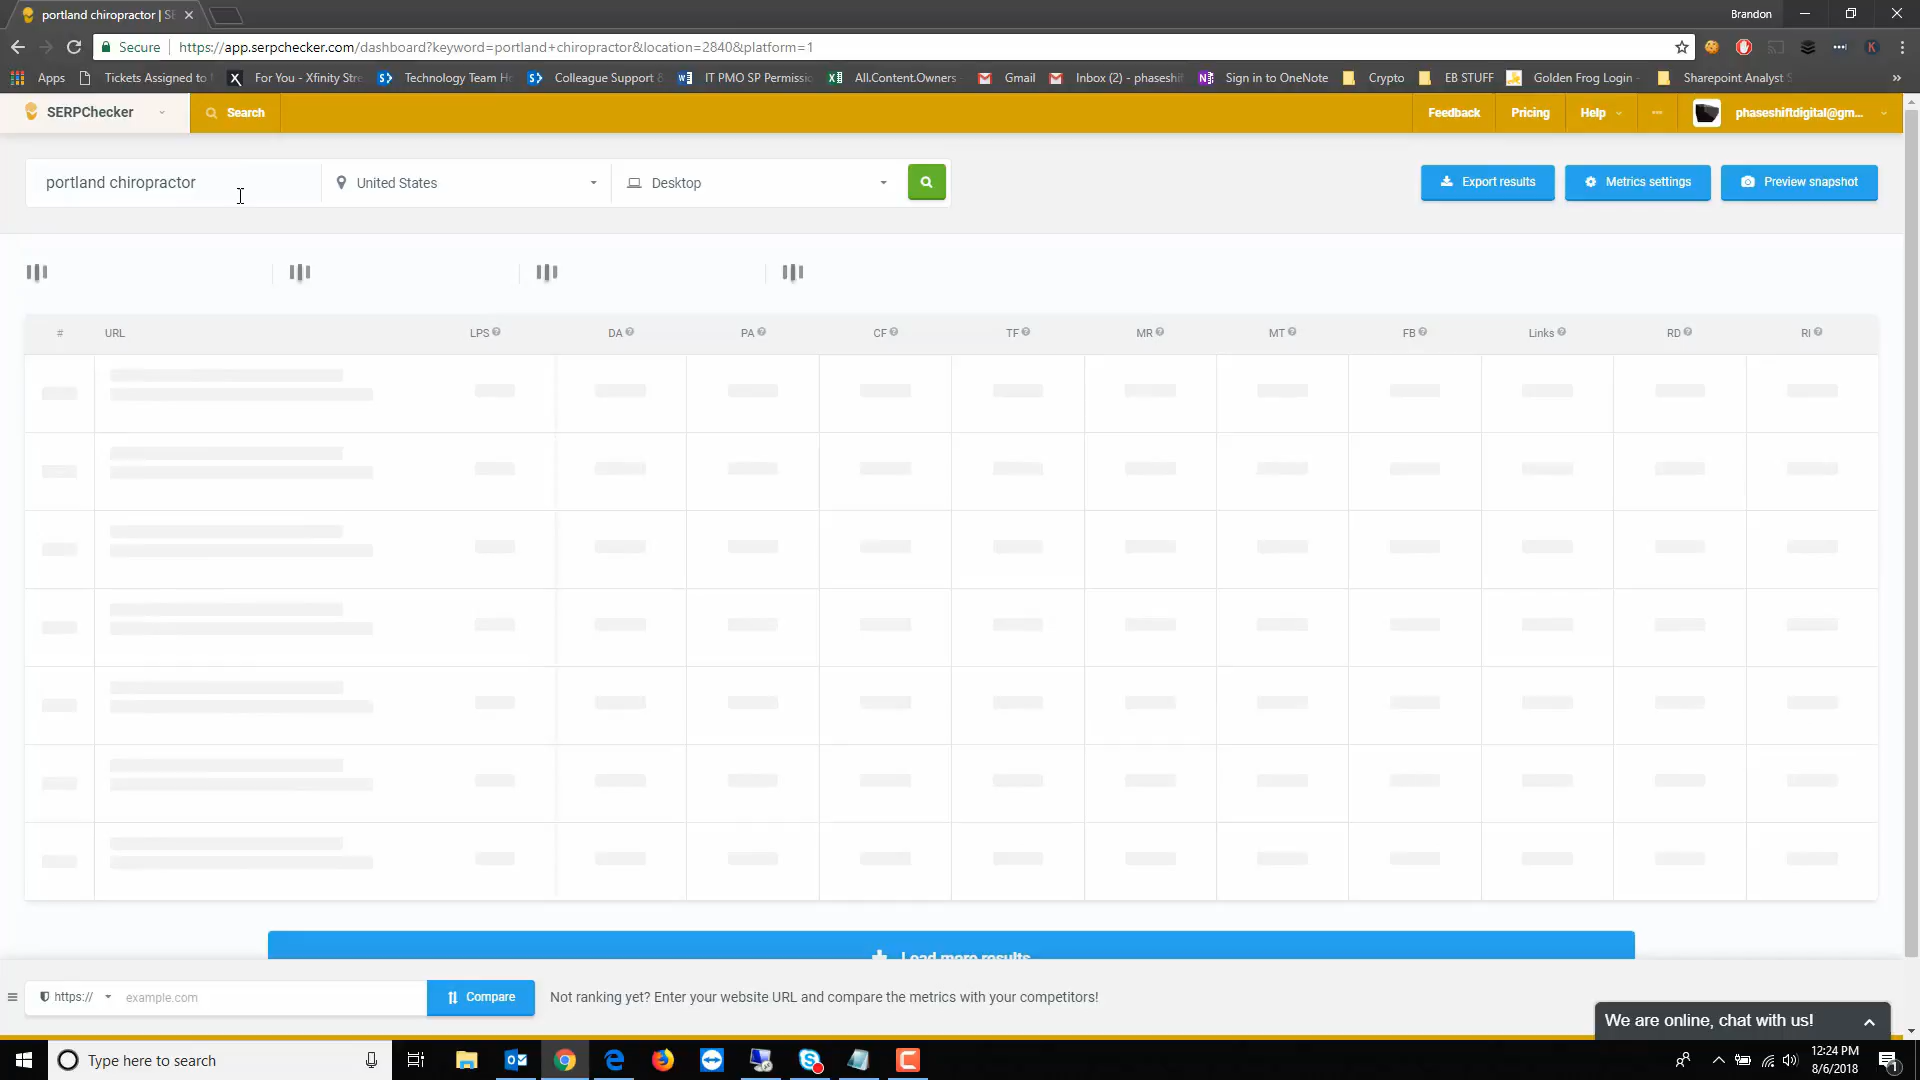 portland chiropractor | SE
Brandon
Secure
https://app.serpchecker.com/dashboard?keyword=portland+chiropractor&location=2840&platform=1
Apps
Tickets Assigned to
For You - Xfinity Stre
Technology Team H
Colleague Support &
IT PMO SP Permissio
All.Content.Owners
Gmail
Inbox (2) - phaseshif
Sign in to OneNote
Crypto
EB STUFF
Golden Frog Login -
Sharepoint Analyst S
»
SERPChecker
Search
Feedback
Pricing
Help
phaseshiftdigital@gm...
portland chiropractor
United States
Desktop
Export results
Metrics settings
Preview snapshot
# URL LPS DA PA CF TF MR MT FB Links RD RI
+ Load more results
https://
example.com
Compare
Not ranking yet? Enter your website URL and compare the metrics with your competitors!
We are online, chat with us!
Type here to search
12:24 PM
8/6/2018
1